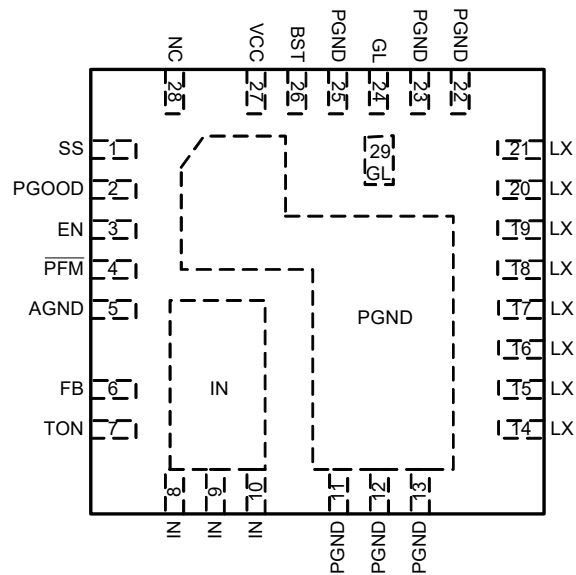 NC
VCC
BST
PGND
GL
PGND
PGND
28
27
26
25
24
23
22
SS 1
PGOOD 2
EN 3
PFM 4
AGND 5
FB 6
TON 7
29
GL
21 LX
20 LX
19 LX
18 LX
17 LX
16 LX
15 LX
14 LX
PGND
IN
8
9
10
11
12
13
IN
IN
IN
PGND
PGND
PGND